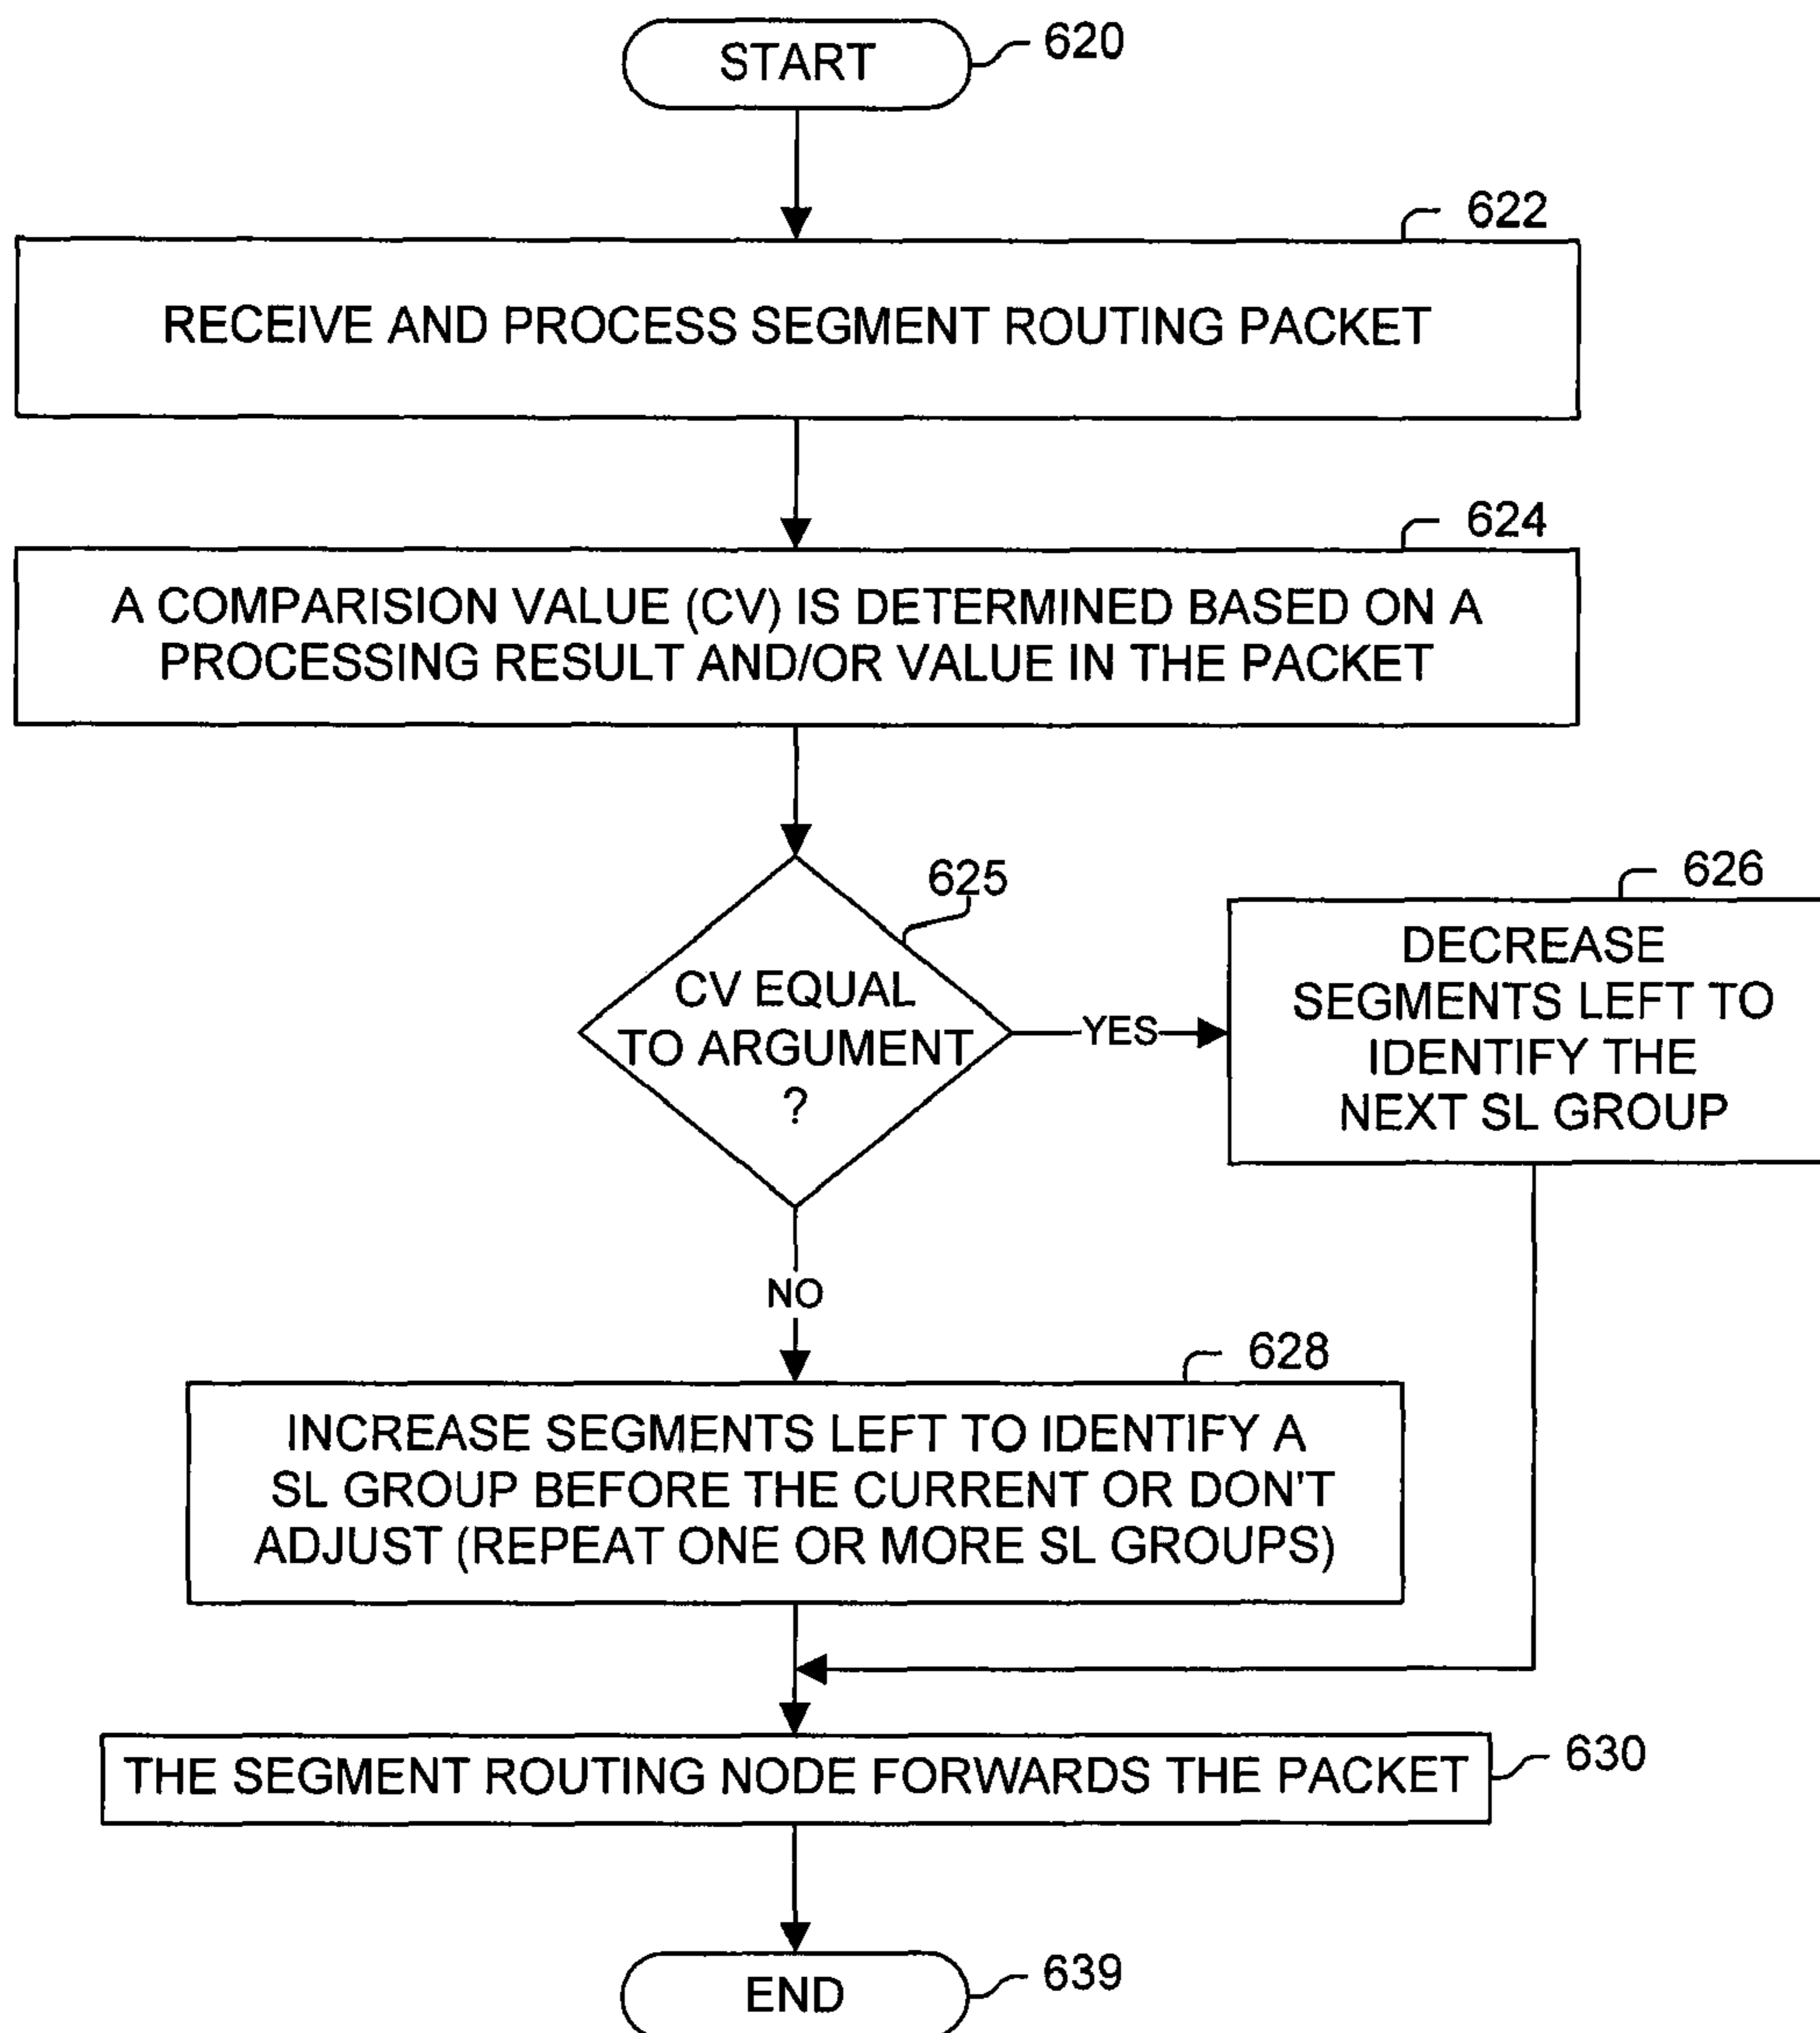 START
620
622
RECEIVE AND PROCESS SEGMENT ROUTING PACKET
624
A COMPARISION VALUE (CV) IS DETERMINED BASED ON A
PROCESSING RESULT AND/OR VALUE IN THE PACKET
625
CV EQUAL
TO ARGUMENT
?
YES
626
DECREASE
SEGMENTS LEFT TO
IDENTIFY THE
NEXT SL GROUP
NO
628
INCREASE SEGMENTS LEFT TO IDENTIFY A
SL GROUP BEFORE THE CURRENT OR DON'T
ADJUST (REPEAT ONE OR MORE SL GROUPS)
THE SEGMENT ROUTING NODE FORWARDS THE PACKET
630
END
639